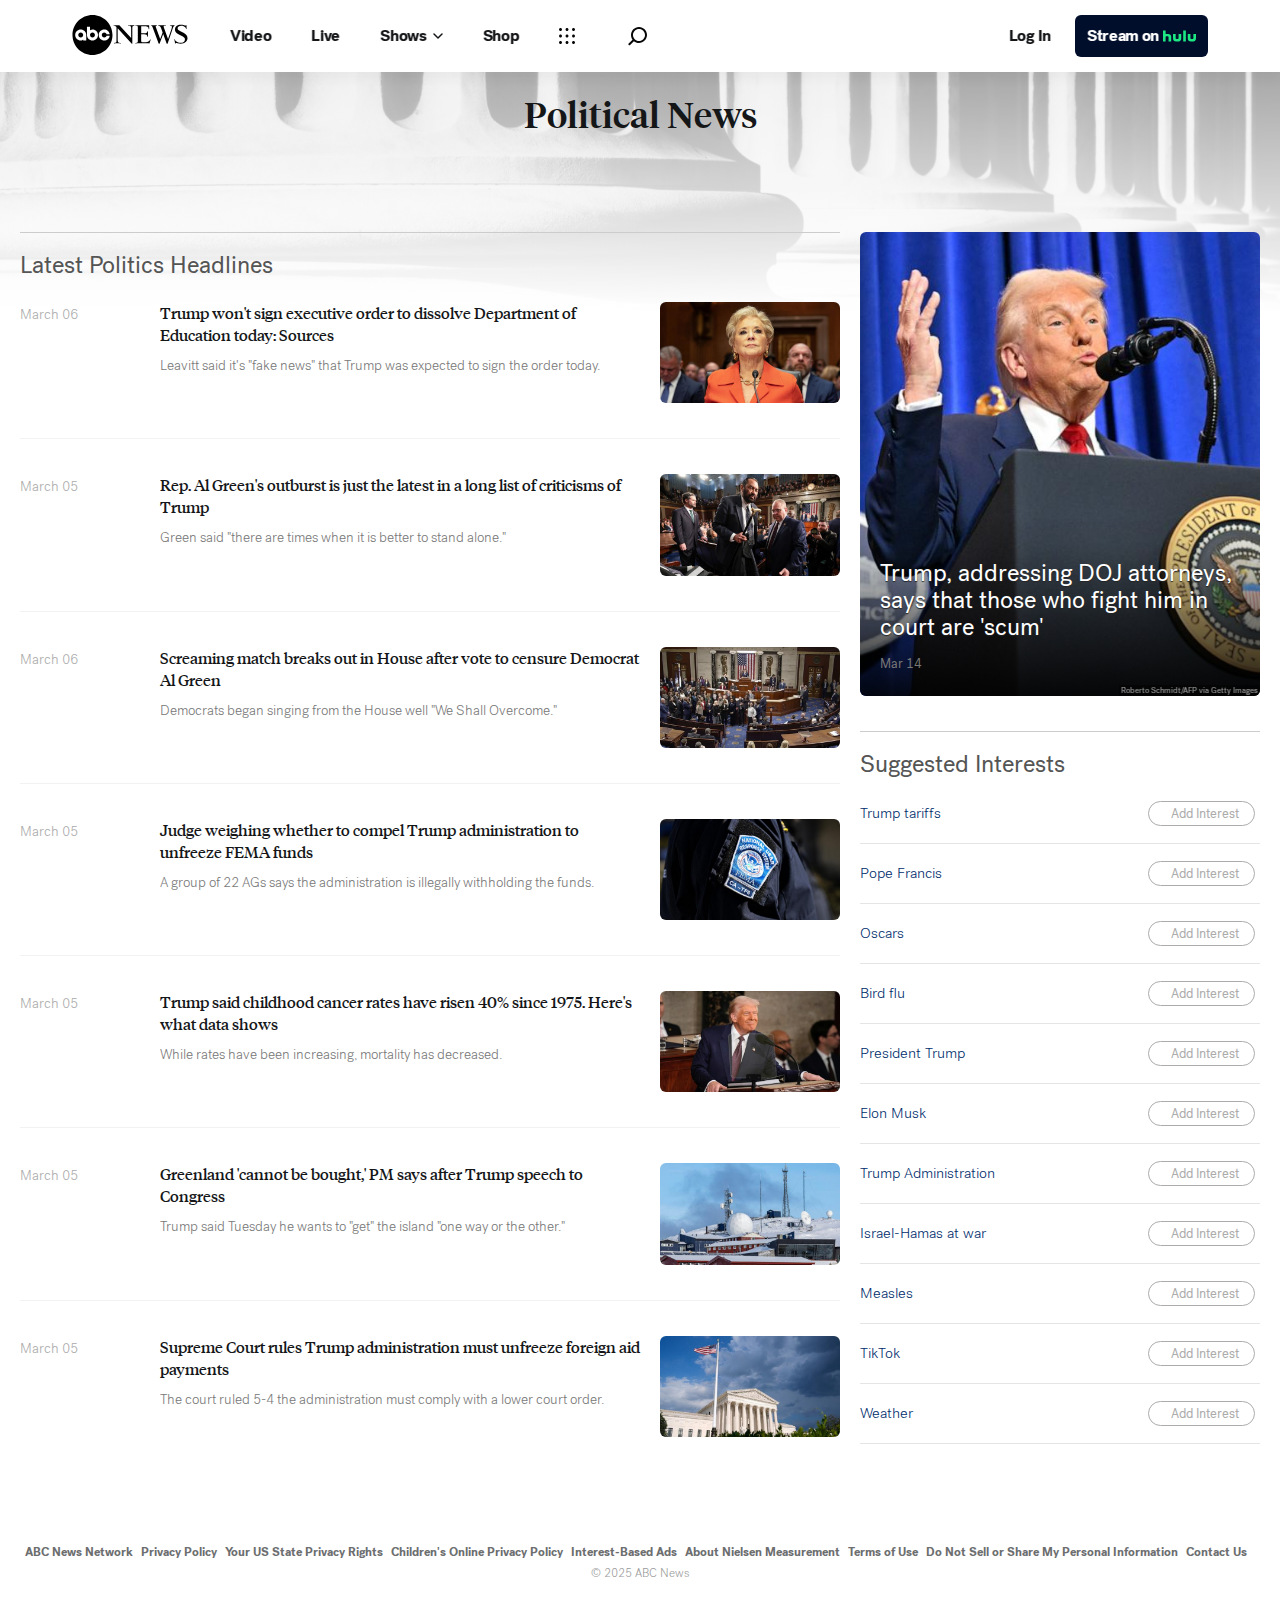 abc NEWS
Video
Live
Shows
Shop
Log In
Stream on hulu
Political News
Latest Politics Headlines
March 06
Trump won't sign executive order to dissolve Department of
Education today: Sources
Leavitt said it's "fake news" that Trump was expected to sign the order today.
March 05
Rep. Al Green's outburst is just the latest in a long list of criticisms of
Trump
Green said "there are times when it is better to stand alone."
March 06
Screaming match breaks out in House after vote to censure Democrat
Al Green
Democrats began singing from the House well "We Shall Overcome."
March 05
Judge weighing whether to compel Trump administration to
unfreeze FEMA funds
A group of 22 AGs says the administration is illegally withholding the funds.
March 05
Trump said childhood cancer rates have risen 40% since 1975. Here's
what data shows
While rates have been increasing, mortality has decreased.
March 05
Greenland 'cannot be bought,' PM says after Trump speech to
Congress
Trump said Tuesday he wants to "get" the island "one way or the other."
March 05
Supreme Court rules Trump administration must unfreeze foreign aid
payments
The court ruled 5-4 the administration must comply with a lower court order.
Trump, addressing DOJ attorneys,
says that those who fight him in
court are 'scum'
Mar 14
Roberto Schmidt/AFP via Getty Images
Suggested Interests
Trump tariffs
Add Interest
Pope Francis
Add Interest
Oscars
Add Interest
Bird flu
Add Interest
President Trump
Add Interest
Elon Musk
Add Interest
Trump Administration
Add Interest
Israel-Hamas at war
Add Interest
Measles
Add Interest
TikTok
Add Interest
Weather
Add Interest
ABC News Network Privacy Policy Your US State Privacy Rights Children's Online Privacy Policy Interest-Based Ads About Nielsen Measurement Terms of Use Do Not Sell or Share My Personal Information Contact Us
© 2025 ABC News